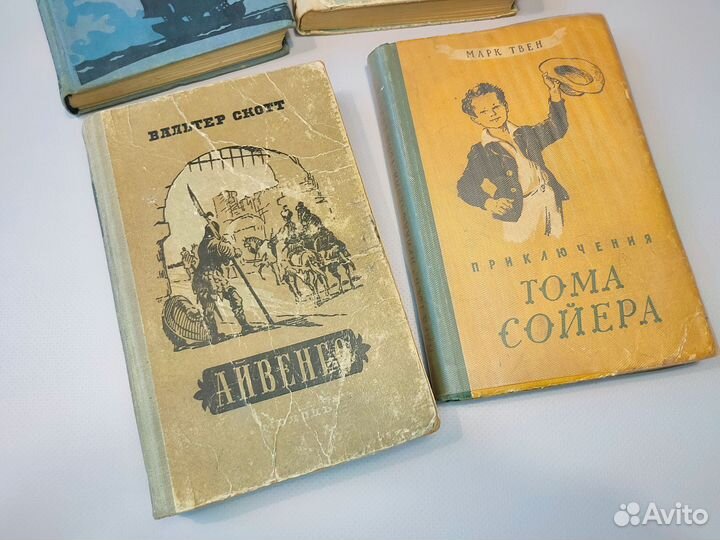 ВАЛЬТЕР СКОТТ
АЙВЕНГО
МАРК ТВЕН
ПРИКЛЮЧЕНИЯ
ТОМА
СОЙЕРА
Avito